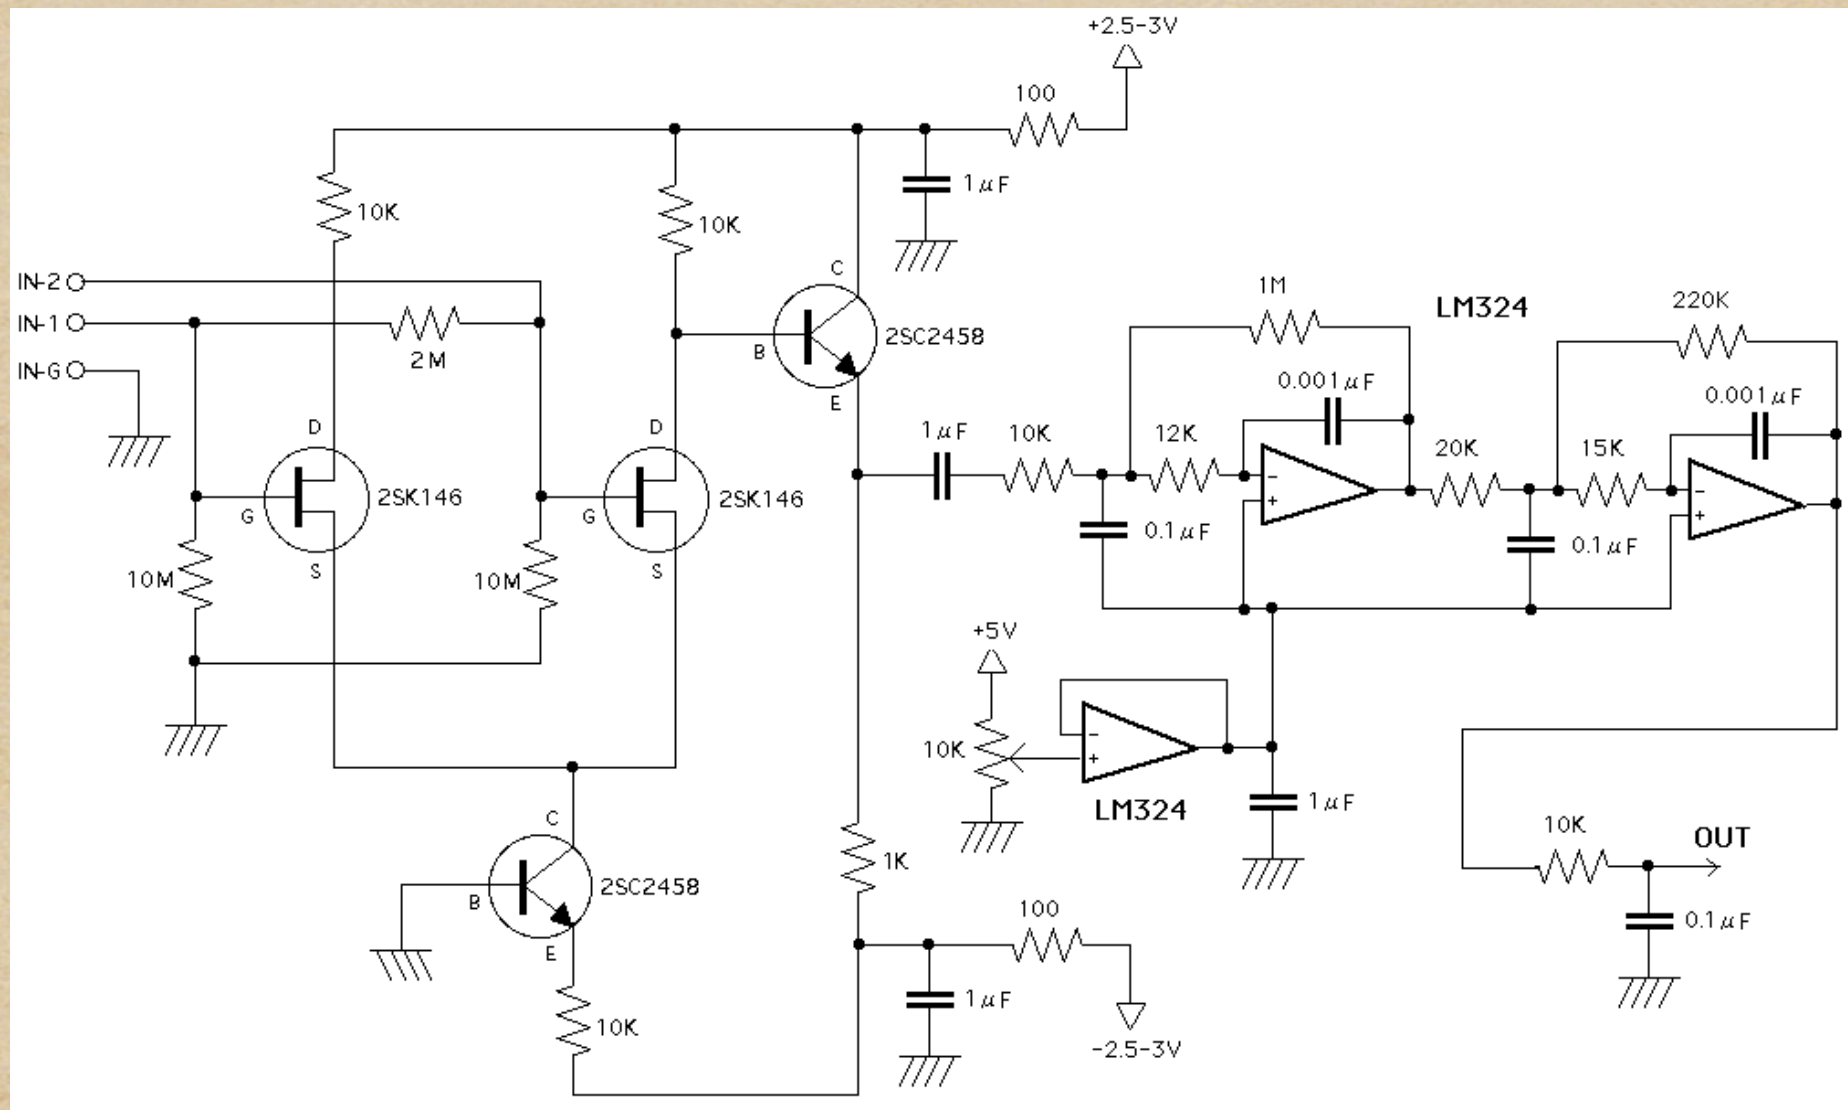 +2.5-3V
100
1μF
10K
10K
IN-2
IN-1
IN-G
2M
C
B
E
2SC2458
D
G
S
2SK146
D
G
S
2SK146
10M
10M
1M
LM324
220K
0.001μF
0.001μF
1μF
10K
12K
-
+
20K
15K
-
+
0.1μF
0.1μF
+5V
10K
-
+
LM324
1μF
C
B
E
2SC2458
1K
10K
OUT
0.1μF
100
1μF
10K
-2.5-3V